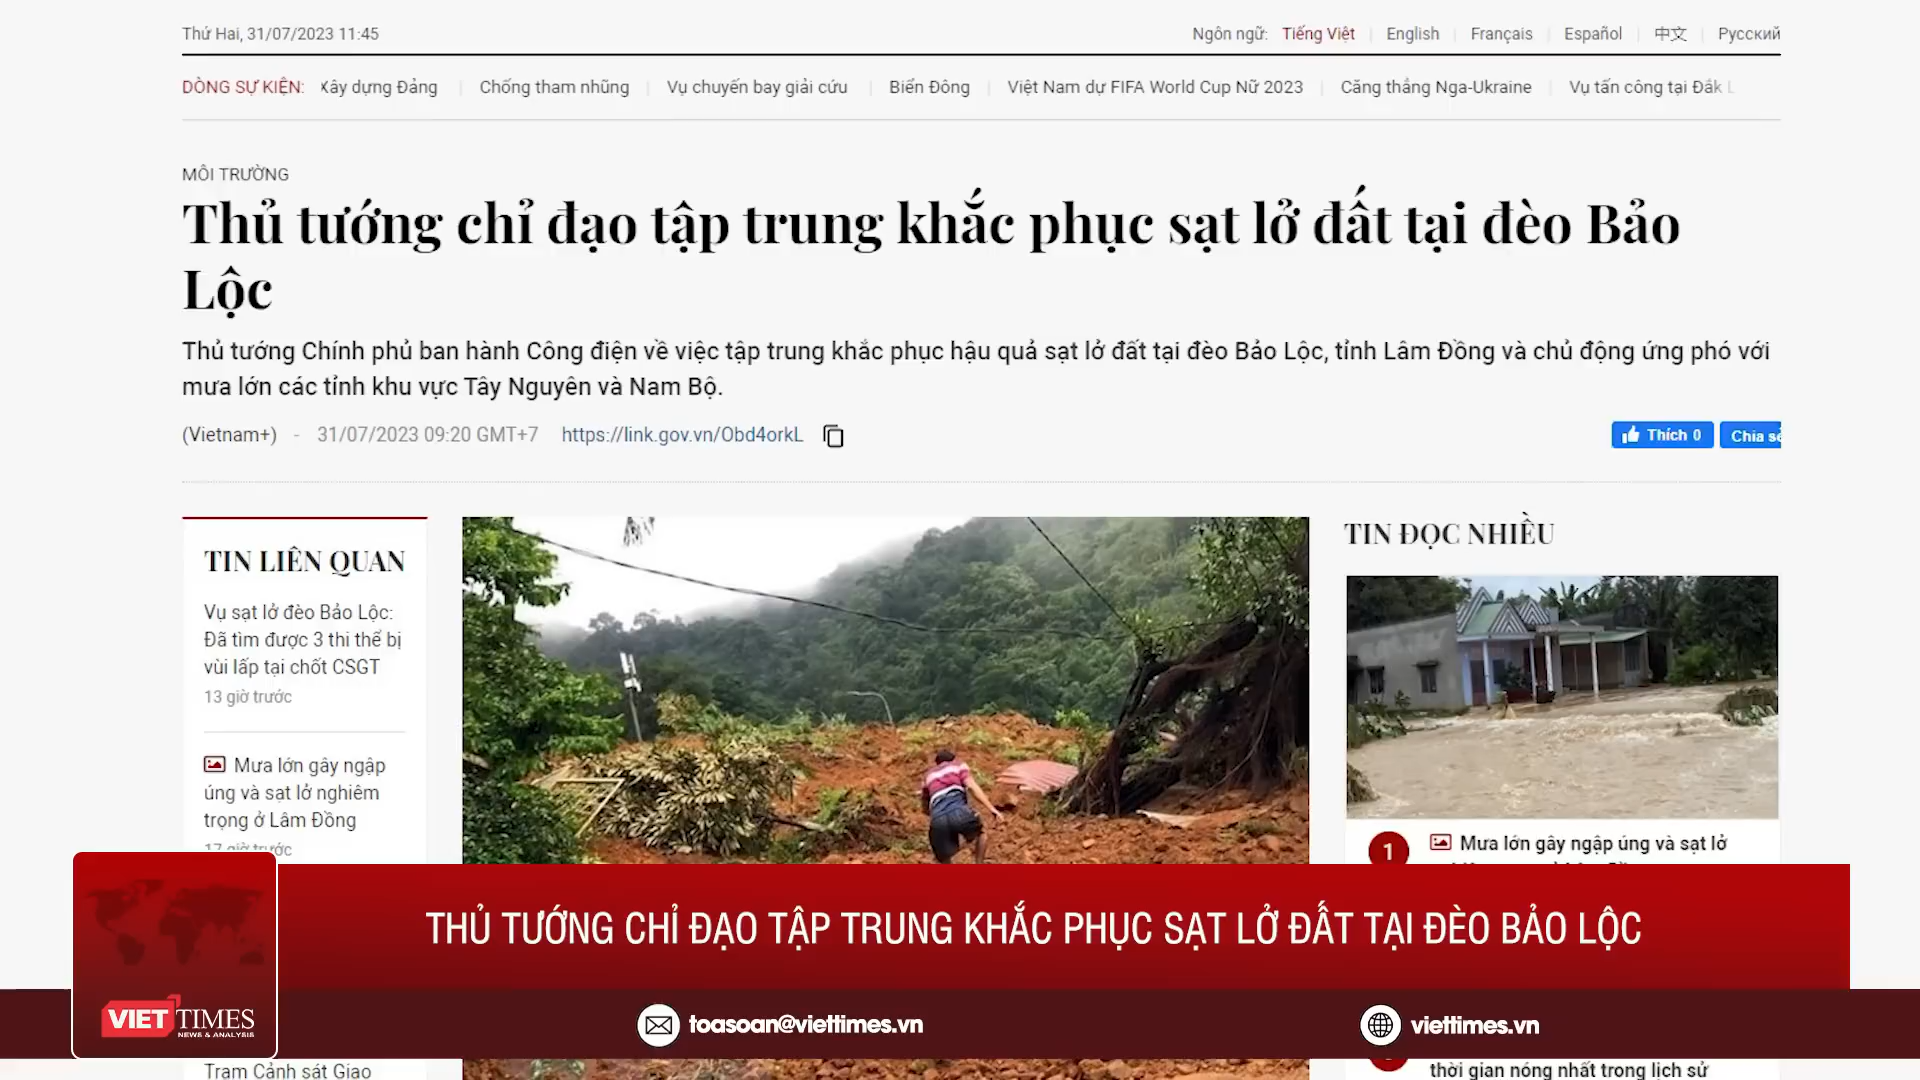 Thứ Hai, 31/07/2023 11:45
Ngôn ngữ: Tiếng Việt English Français Español 中文 Русский
DÒNG SỰ KIỆN: Xây dựng Đảng Chống tham nhũng Vụ chuyến bay giải cứu Biển Đông Việt Nam dự FIFA World Cup Nữ 2023 Căng thẳng Nga-Ukraine Vụ tấn công tại Đắk
MÔI TRƯỜNG
Thủ tướng chỉ đạo tập trung khắc phục sạt lở đất tại đèo Bảo
Lộc
Thủ tướng Chính phủ ban hành Công điện về việc tập trung khắc phục hậu quả sạt lở đất tại đèo Bảo Lộc, tỉnh Lâm Đồng và chủ động ứng phó với
mưa lớn các tỉnh khu vực Tây Nguyên và Nam Bộ.
(Vietnam+) - 31/07/2023 09:20 GMT+7 https://link.gov.vn/Obd4orkL
Thích 0 Chia sẻ
TIN LIÊN QUAN
Vụ sạt lở đèo Bảo Lộc:
Đã tìm được 3 thi thể bị
vùi lấp tại chốt CSGT
13 giờ trước
Mưa lớn gây ngập
úng và sạt lở nghiêm
trọng ở Lâm Đồng
17 giờ trước
Trạm Cảnh sát Giao
TIN ĐỌC NHIỀU
1 Mưa lớn gây ngập úng và sạt lở
thời gian nóng nhất trong lịch sử
THỦ TƯỚNG CHỈ ĐẠO TẬP TRUNG KHẮC PHỤC SẠT LỞ ĐẤT TẠI ĐÈO BẢO LỘC
VIETTIMES
NEWS & ANALYSIS
toasoan@viettimes.vn
viettimes.vn